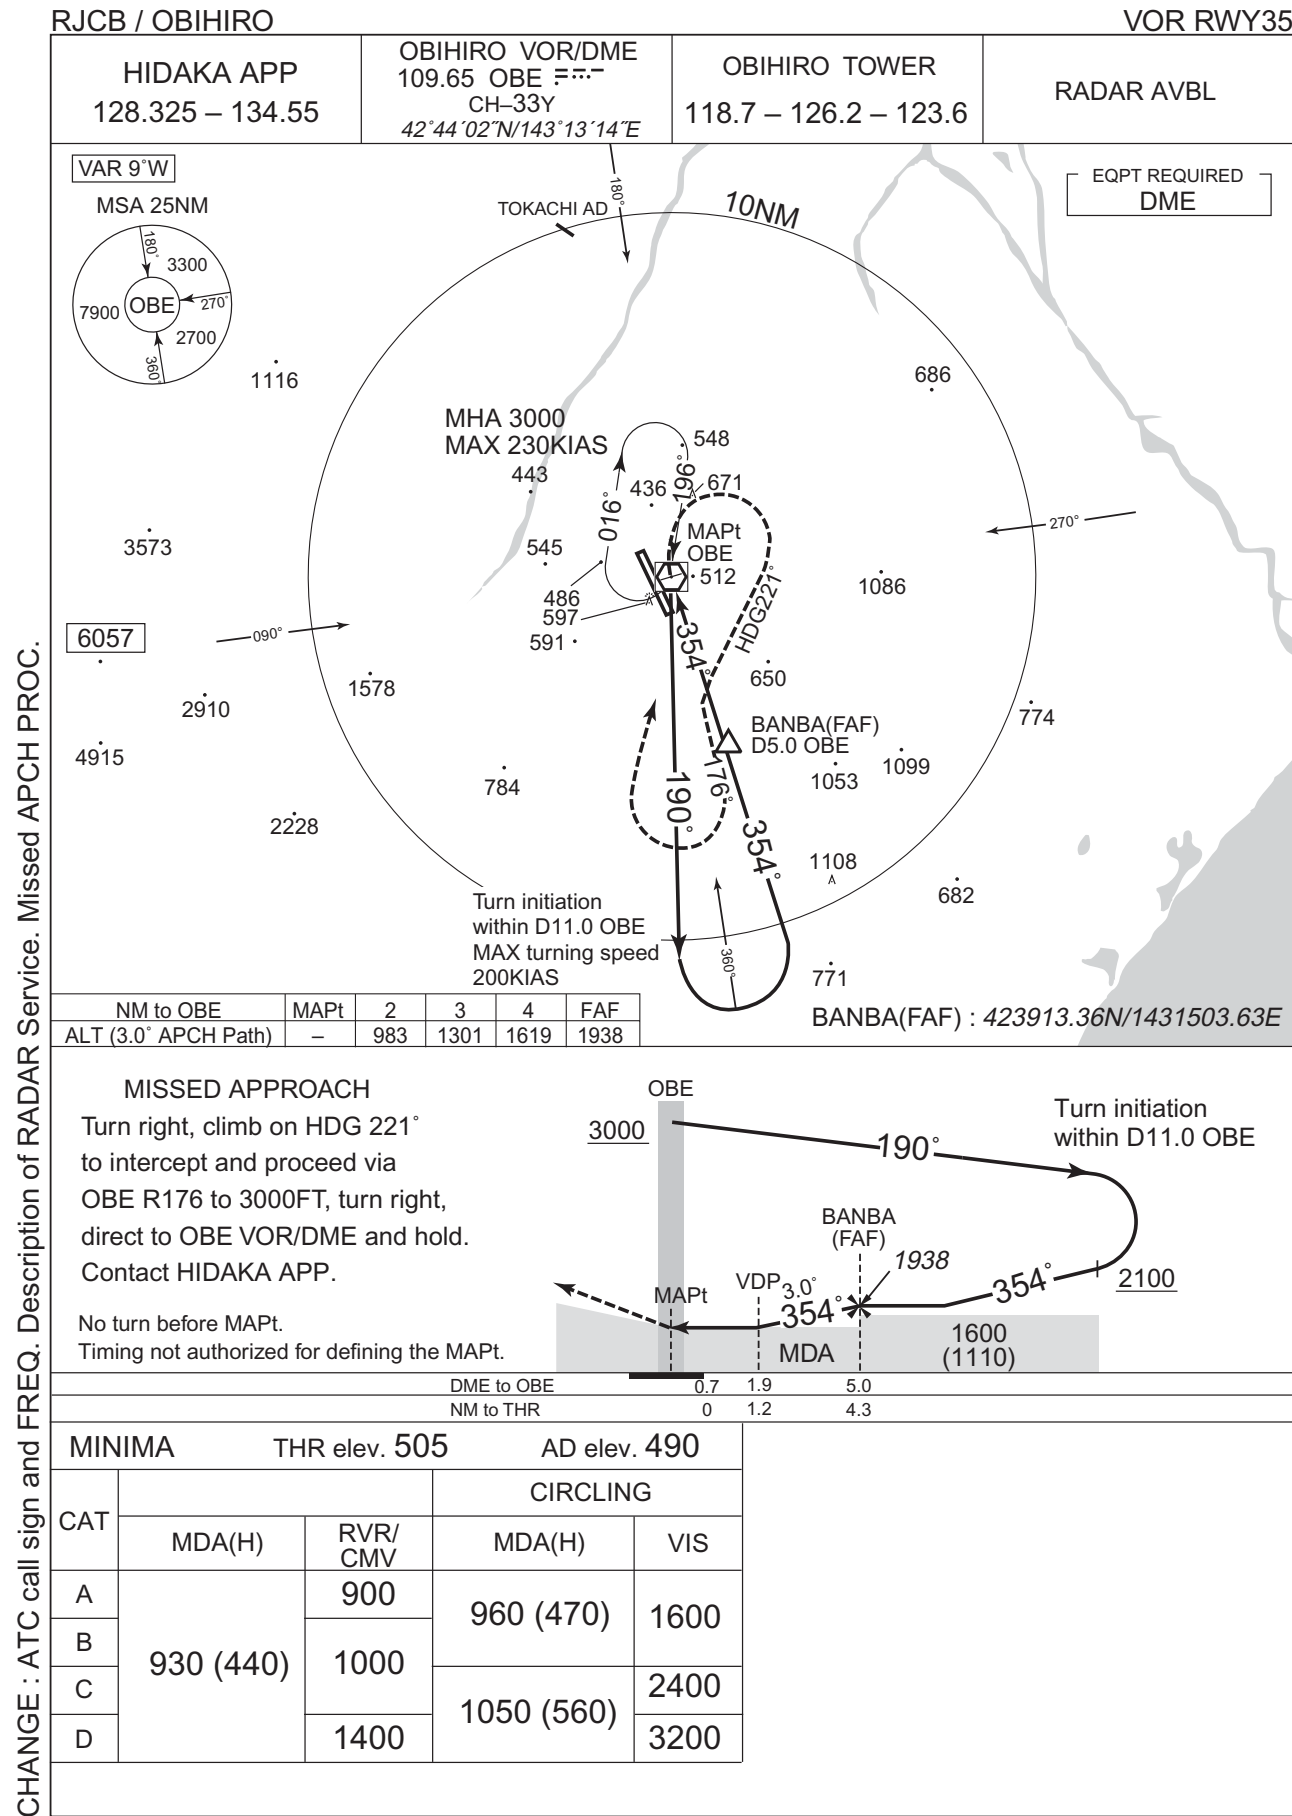 RJCB / OBIHIRO
VOR RWY35
HIDAKA APP
128.325 – 134.55
OBIHIRO VOR/DME
109.65 OBE
CH–33Y
42°44′02″N/143°13′14″E
OBIHIRO TOWER
118.7 – 126.2 – 123.6
RADAR AVBL
VAR 9°W
MSA 25NM
180°
3300
OBE
270°
7900
2700
360°
EQPT REQUIRED
DME
180°
TOKACHI AD
10NM
1116
686
MHA 3000
MAX 230KIAS
548
443
436
196°
671
016°
3573
545
MAPt
OBE
512
270°
486
597
1086
591
HDG221°
6057
090°
354°
650
1578
2910
774
4915
BANBA(FAF)
D5.0 OBE
784
190°
176°
1053
1099
2228
354°
1108
682
Turn initiation
within D11.0 OBE
MAX turning speed
200KIAS
360°
771
BANBA(FAF) : 423913.36N/1431503.63E
NM to OBE MAPt 2 3 4 FAF
ALT (3.0° APCH Path) – 983 1301 1619 1938
MISSED APPROACH
Turn right, climb on HDG 221°
to intercept and proceed via
OBE R176 to 3000FT, turn right,
direct to OBE VOR/DME and hold.
Contact HIDAKA APP.
No turn before MAPt.
Timing not authorized for defining the MAPt.
OBE
3000
190°
Turn initiation
within D11.0 OBE
BANBA
(FAF)
1938
354°
2100
MAPt
VDP
3.0°
354°
MDA
1600
(1110)
DME to OBE 0.7 1.9 5.0
NM to THR 0 1.2 4.3
MINIMA THR elev. 505 AD elev. 490
CAT
CIRCLING
MDA(H)
RVR/
CMV
MDA(H)
VIS
A
900
960 (470)
1600
B
930 (440)
1000
C
2400
1050 (560)
D
1400
3200
CHANGE : ATC call sign and FREQ. Description of RADAR Service. Missed APCH PROC.